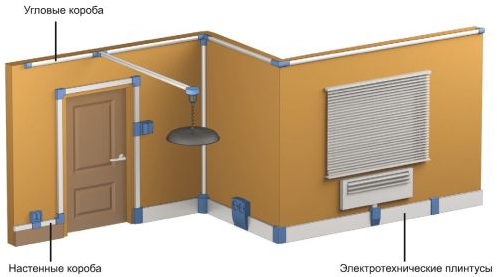 Угловые короба
Настенные короба
Электротехнические плинтусы